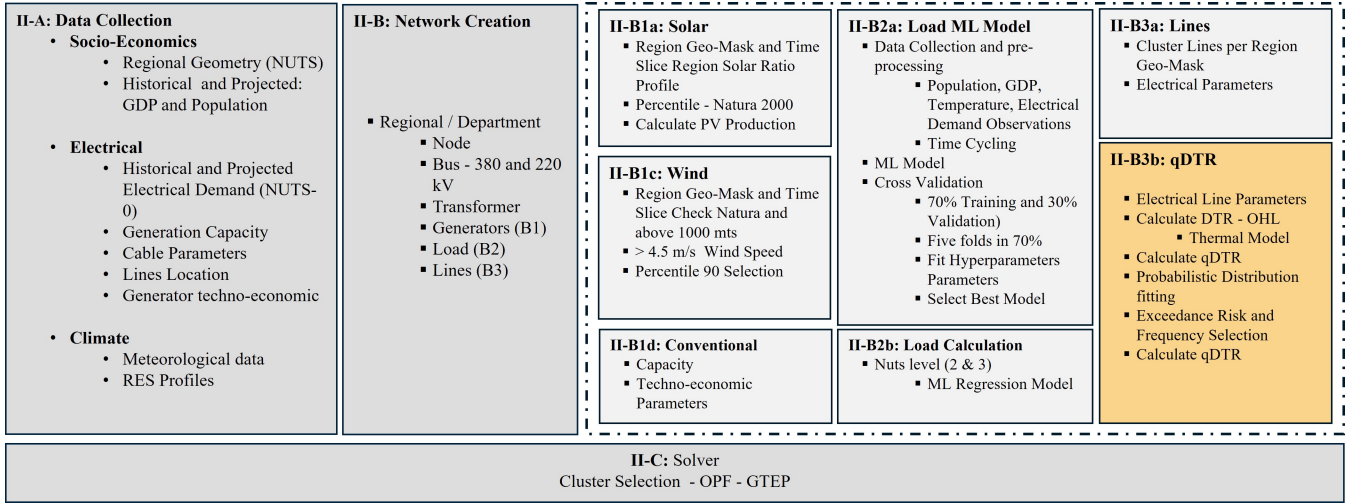 II-A: Data Collection
• Socio-Economics
• Regional Geometry (NUTS)
• Historical and Projected:
GDP and Population
• Electrical
• Historical and Projected
Electrical Demand (NUTS-
0)
• Generation Capacity
• Cable Parameters
• Lines Location
• Generator techno-economic
• Climate
• Meteorological data
• RES Profiles
II-B: Network Creation
▪ Regional / Department
▪ Node
▪ Bus - 380 and 220
kV
▪ Transformer
▪ Generators (B1)
▪ Load (B2)
▪ Lines (B3)
II-B1a: Solar
▪ Region Geo-Mask and Time
Slice Region Solar Ratio
Profile
▪ Percentile - Natura 2000
▪ Calculate PV Production
II-B1c: Wind
▪ Region Geo-Mask and Time
Slice Check Natura and
above 1000 mts
▪ > 4.5 m/s Wind Speed
▪ Percentile 90 Selection
II-B1d: Conventional
▪ Capacity
▪ Techno-economic
Parameters
II-B2a: Load ML Model
▪ Data Collection and pre-
processing
▪ Population, GDP,
Temperature, Electrical
Demand Observations
▪ Time Cycling
▪ ML Model
▪ Cross Validation
▪ 70% Training and 30%
Validation)
▪ Five folds in 70%
▪ Fit Hyperparameters
Parameters
▪ Select Best Model
II-B2b: Load Calculation
▪ Nuts level (2 & 3)
▪ ML Regression Model
II-B3a: Lines
▪ Cluster Lines per Region
Geo-Mask
▪ Electrical Parameters
II-B3b: qDTR
▪ Electrical Line Parameters
▪ Calculate DTR - OHL
▪ Thermal Model
▪ Calculate qDTR
▪ Probabilistic Distribution
fitting
▪ Exceedance Risk and
Frequency Selection
▪ Calculate qDTR
II-C: Solver
Cluster Selection - OPF - GTEP